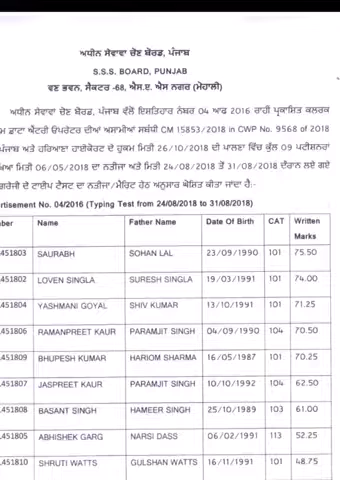 ਅਧੀਨ ਸੇਵਾਵਾਂ ਚੋਣ ਬੋਰਡ, ਪੰਜਾਬ
S.S.S. BOARD, PUNJAB
ਵਣ ਭਵਨ, ਸੈਕਟਰ -68, ਐਸ.ਏ. ਐਸ ਨਗਰ (ਮੋਹਾਲੀ)
ਅਧੀਨ ਸੇਵਾਵਾਂ ਚੋਣ ਬੋਰਡ, ਪੰਜਾਬ ਵੱਲੋਂ ਇਸ਼ਤਿਹਾਰ ਨੰਬਰ 04 ਆਫ 2016 ਰਾਹੀਂ ਪ੍ਰਕਾਸ਼ਿਤ ਕਲਰਕ
ਮ ਡਾਟਾ ਐਂਟਰੀ ਉਪਰੇਟਰ ਦੀਆਂ ਅਸਾਮੀਆਂ ਸਬੰਧੀ CM 15853/2018 in CWP No. 9568 of 2018
ਪੰਜਾਬ ਅਤੇ ਹਰਿਆਣਾ ਹਾਈਕੋਰਟ ਦੇ ਹੁਕਮ ਮਿਤੀ 26/10/2018 ਦੀ ਪਾਲਣਾ ਵਿੱਚ ਕੁੱਲ 09 ਪਟੀਸ਼ਨਰਾਂ
ਖਿਆ ਮਿਤੀ 06/05/2018 ਦਾ ਨਤੀਜਾ ਅਤੇ ਮਿਤੀ 24/08/2018 ਤੋਂ 31/08/2018 ਦੌਰਾਨ ਲਏ ਗਏ
ਗਰੇਜੀ ਦੇ ਟਾਈਪ ਟੈਸਟ ਦਾ ਨਤੀਜਾ/ਮੈਰਿਟ ਹੇਠ ਅਨੁਸਾਰ ਘੋਸ਼ਿਤ ਕੀਤਾ ਜਾਂਦਾ ਹੈ:-
ertisement No. 04/2016 (Typing Test from 24/08/2018 to 31/08/2018)
ber Name Father Name Date Of Birth CAT Written Marks
451803 SAURABH SOHAN LAL 23/09/1990 101 75.50
451802 LOVEN SINGLA SURESH SINGLA 19/03/1991 101 74.00
451804 YASHMANI GOYAL SHIV KUMAR 13/10/1991 101 71.25
451806 RAMANPREET KAUR PARAMJIT SINGH 04/09/1990 104 70.50
451809 BHUPESH KUMAR HARIOM SHARMA 16/05/1987 101 70.25
451807 JASPREET KAUR PARAMJIT SINGH 10/10/1992 104 62.50
451808 BASANT SINGH HAMEER SINGH 25/10/1989 103 61.00
451805 ABHISHEK GARG NARSI DASS 06/02/1991 113 52.25
451810 SHRUTI WATTS GULSHAN WATTS 16/11/1991 101 48.75